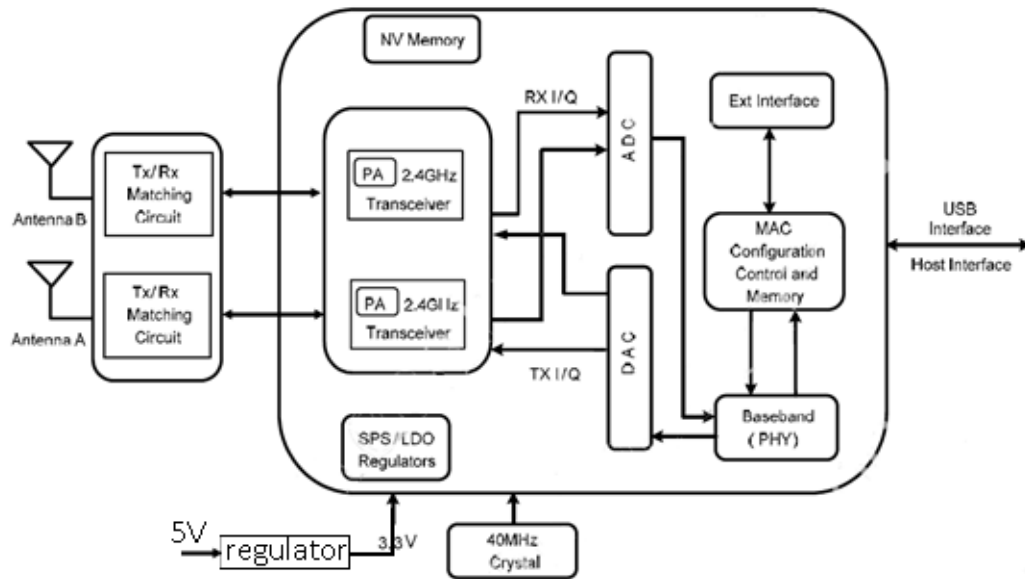 NV Memory
RX I/Q
ADC
Ext Interface
PA 2.4GHz
Transceiver
Tx/Rx
Matching
Circuit
Antenna B
MAC
Configuration
Control and
Memory
USB
Interface
Host Interface
Tx/Rx
Matching
Circuit
Antenna A
PA 2.4GHz
Transceiver
DAC
TX I/Q
Baseband
(PHY)
SPS/LDO
Regulators
5V
regulator
3.3V
40MHz
Crystal